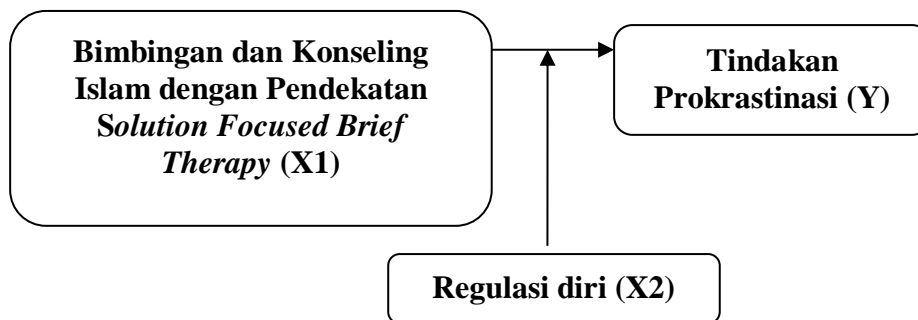 Bimbingan dan Konseling
Islam dengan Pendekatan
Solution Focused Brief
Therapy (X1)
Tindakan
Prokrastinasi (Y)
Regulasi diri (X2)